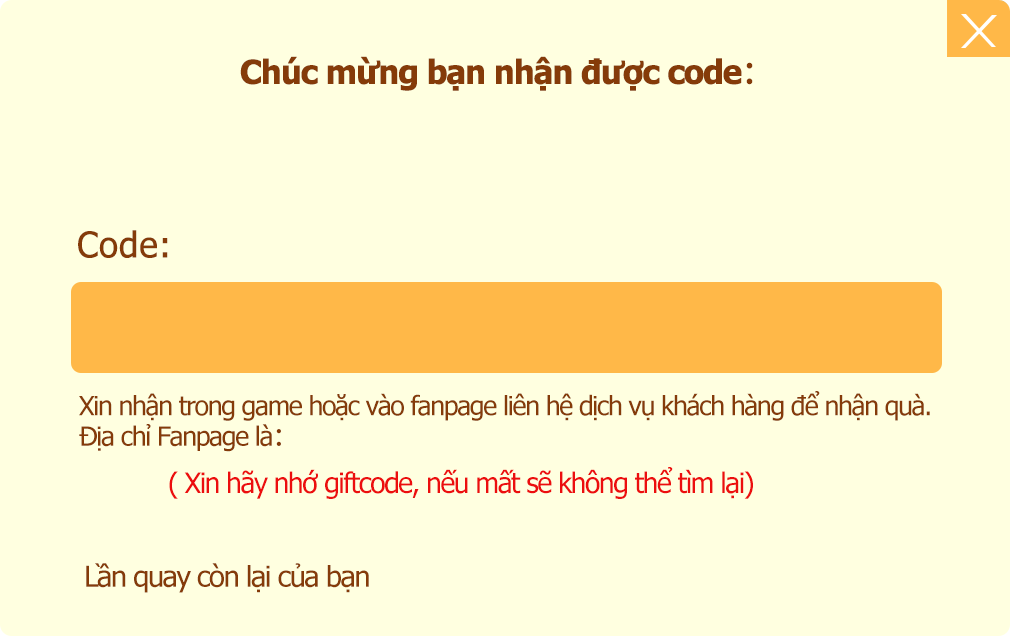 Chúc mừng bạn nhận được code:
Code:
Xin nhận trong game hoặc vào fanpage liên hệ dịch vụ khách hàng để nhận quà.
Địa chỉ Fanpage là:
( Xin hãy nhớ giftcode, nếu mất sẽ không thể tìm lại)
Lần quay còn lại của bạn